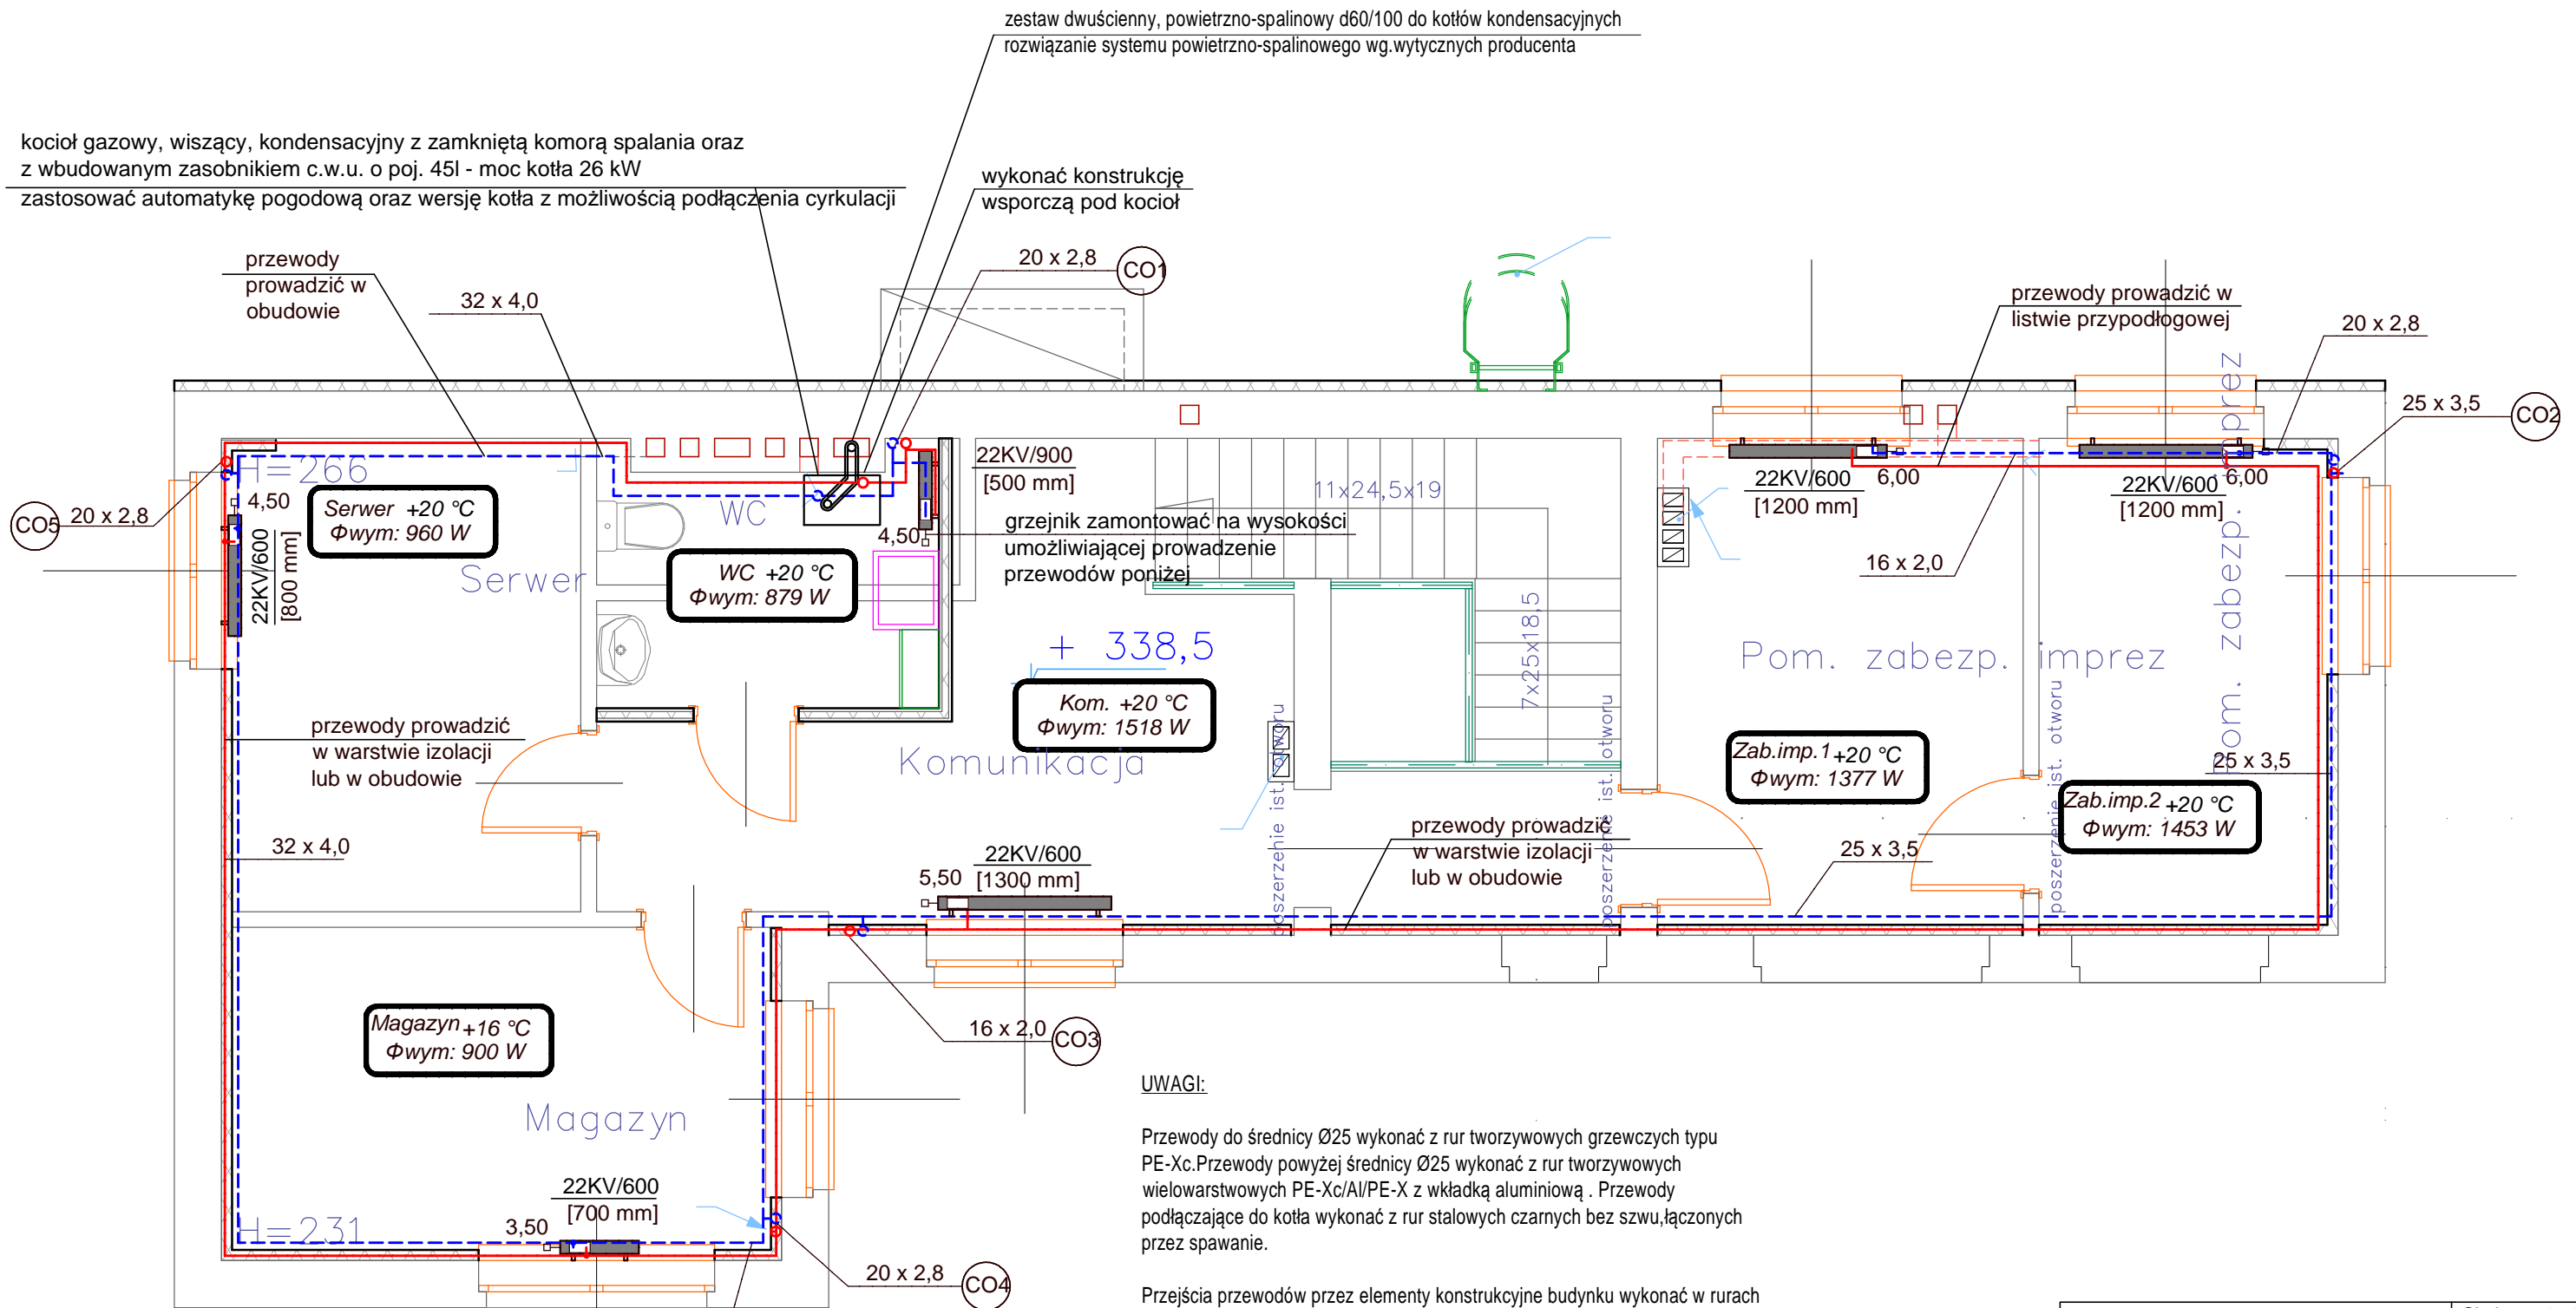 zestaw dwuścienny, powietrzno-spalinowy d60/100 do kotłów kondensacyjnych
rozwiązanie systemu powietrzno-spalinowego wg.wytycznych producenta
kocioł gazowy, wiszący, kondensacyjny z zamkniętą komorą spalania oraz
z wbudowanym zasobnikiem c.w.u. o poj. 45l - moc kotła 26 kW
zastosować automatykę pogodową oraz wersję kotła z możliwością podłączenia cyrkulacji
wykonać konstrukcję
wsporczą pod kocioł
przewody
prowadzić w
obudowie
32 x 4,0
20 x 2,8
CO1
przewody prowadzić w
listwie przypodłogowej
20 x 2,8
25 x 3,5
CO2
H=266
4,50
CO5
20 x 2,8
22KV/600
[800 mm]
Serwer +20 °C
Φwym: 960 W
Serwer
WC
WC +20 °C
Φwym: 879 W
22KV/900
[500 mm]
4,50
grzejnik zamontować na wysokości
umożliwiającej prowadzenie
przewodów poniżej
11x24,5x19
7x25x18,5
22KV/600
[1200 mm]
6,00
22KV/600
[1200 mm]
6,00
16 x 2,0
Pom. zabezp. imprez
Pom. zabezp. imprez
+ 338,5
Kom. +20 °C
Φwym: 1518 W
Komunikacja
przewody prowadzić
w warstwie izolacji
lub w obudowie
32 x 4,0
poszerzenie ist. otworu
poszerzenie ist. otworu
poszerzenie ist. otworu
Zab.imp.1 +20 °C
Φwym: 1377 W
25 x 3,5
Zab.imp.2 +20 °C
Φwym: 1453 W
przewody prowadzić
w warstwie izolacji
lub w obudowie
25 x 3,5
22KV/600
5,50 [1300 mm]
Magazyn +16 °C
Φwym: 900 W
Magazyn
16 x 2,0
CO3
H=231
22KV/600
[700 mm]
3,50
20 x 2,8
CO4
UWAGI:
Przewody do średnicy Ø25 wykonać z rur tworzywowych grzewczych typu
PE-Xc.Przewody powyżej średnicy Ø25 wykonać z rur tworzywowych
wielowarstwowych PE-Xc/Al/PE-X z wkładką aluminiową . Przewody
podłączające do kotła wykonać z rur stalowych czarnych bez szwu,łączonych
przez spawanie.
Przejścia przewodów przez elementy konstrukcyjne budynku wykonać w rurach